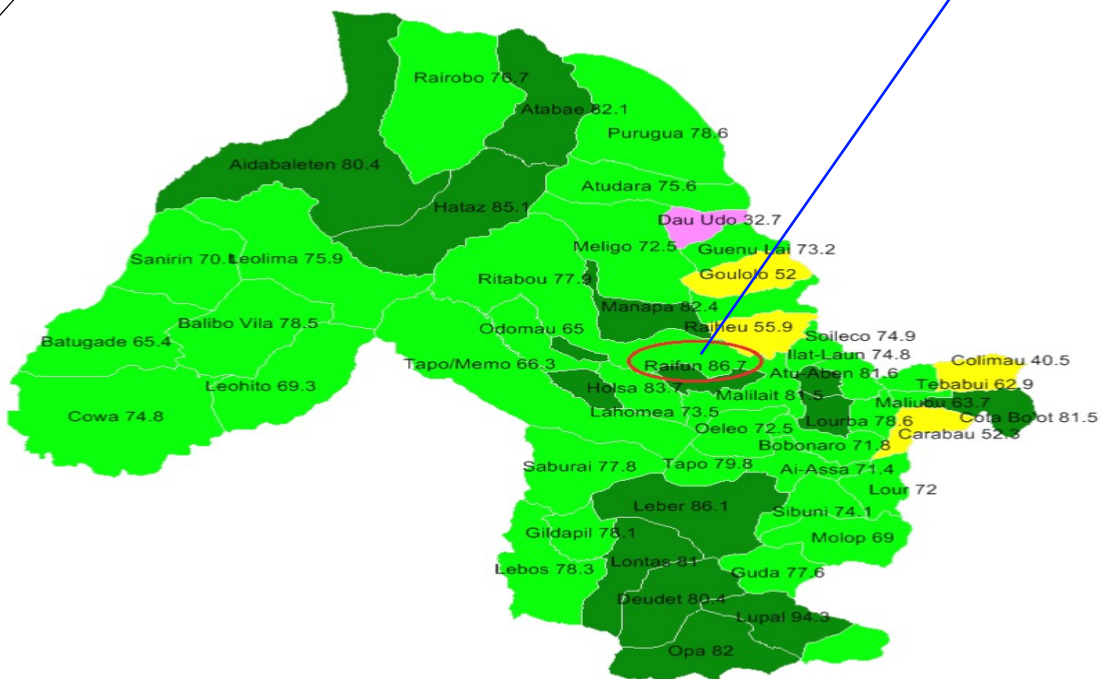 Rairobo 76.7
Atabae 82.1
Purugua 78.6
Aidabaleten 80.4
Atudara 75.6
Hataz 85.1
Dau Udo 32.7
Meligo 72.5
Guenu Lai 73.2
Sanirin 70.1
Leolima 75.9
Goulolo 52
Ritabou 77.9
Manapa 82.4
Balibo Vila 78.5
Odomau 65
Raiheu 55.9
Soileco 74.9
Batugade 65.4
Ilat-Laun 74.8
Colimau 40.5
Tapo/Memo 66.3
Raifun 86.7
Atu-Aben 81.6
Tebabui 62.9
Leohito 69.3
Holsa 83.7
Malilait 81.5
Maliubu 63.7
Cowa 74.8
Lahomea 73.5
Lourba 78.6
Cota Bo'ot 81.5
Oeleo 72.5
Carabau 52.3
Bobonaro 71.8
Saburai 77.8
Tapo 79.8
Ai-Assa 71.4
Lour 72
Leber 86.1
Sibuni 74.1
Gildapil 78.1
Molop 69
Lontas 81
Lebos 78.3
Guda 77.6
Deudet 80.4
Lupal 94.3
Opa 82